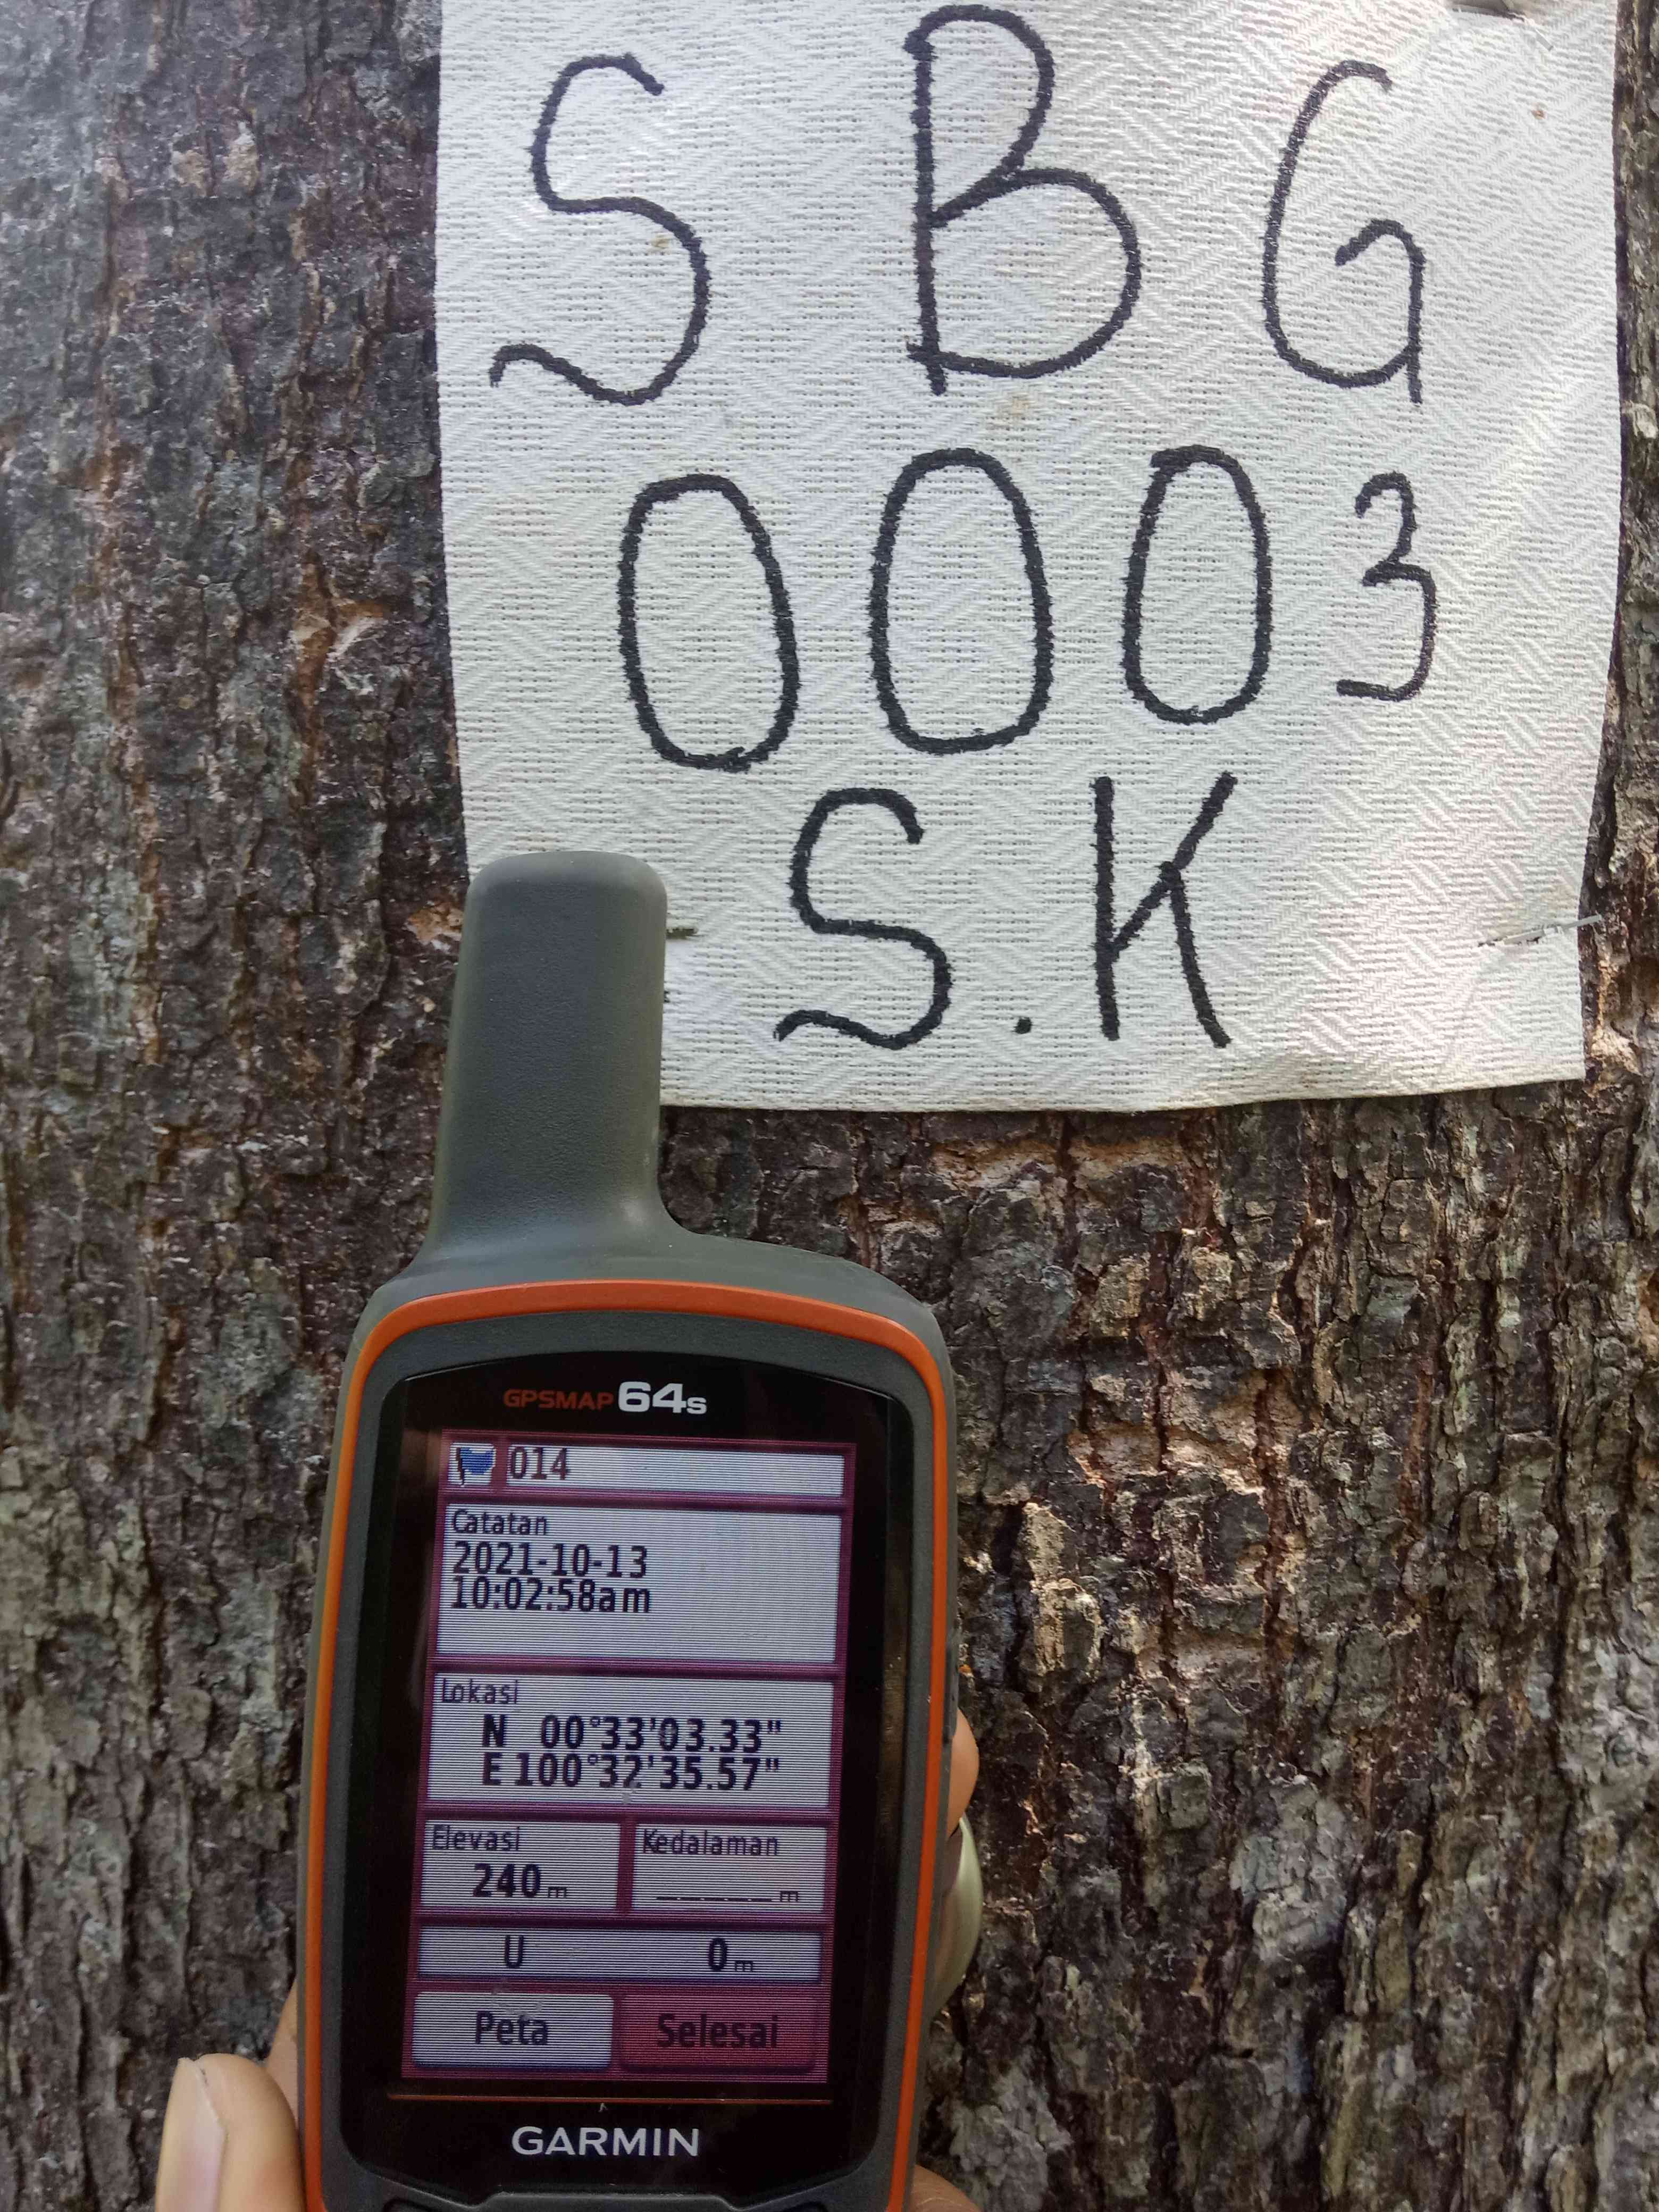 S B G
0003
S.K
GPSMAP 64s
014
Catatan
2021-10-13
10:02:58am
Lokasi
N 00°33'03.33"
E 100°32'35.57"
Elevasi Kedalaman
240 m _____ m
U 0 m
Peta Selesai
GARMIN